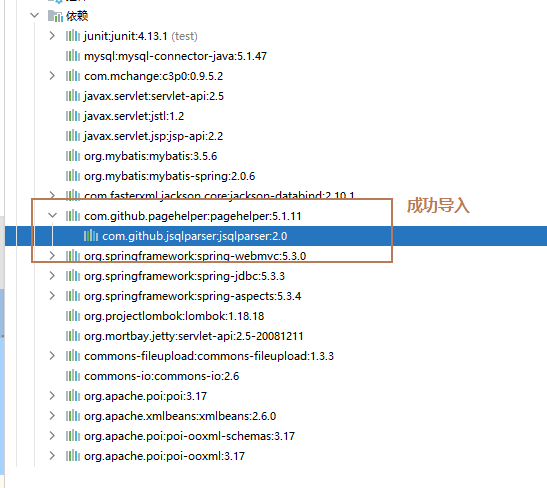 依赖
junit:junit:4.13.1 (test)
mysql:mysql-connector-java:5.1.47
com.mchange:c3p0:0.9.5.2
javax.servlet:servlet-api:2.5
javax.servlet:jstl:1.2
javax.servlet.jsp:jsp-api:2.2
org.mybatis:mybatis:3.5.6
org.mybatis:mybatis-spring:2.0.6
com.fasterxml.jackson.core:jackson-databind:2.10.1
成功导入
com.github.pagehelper:pagehelper:5.1.11
com.github.jsqlparser:jsqlparser:2.0
org.springframework:spring-webmvc:5.3.0
org.springframework:spring-jdbc:5.3.3
org.springframework:spring-aspects:5.3.4
org.projectlombok:lombok:1.18.18
org.mortbay.jetty:servlet-api:2.5-20081211
commons-fileupload:commons-fileupload:1.3.3
commons-io:commons-io:2.6
org.apache.poi:poi:3.17
org.apache.xmlbeans:xmlbeans:2.6.0
org.apache.poi:poi-ooxml-schemas:3.17
org.apache.poi:poi-ooxml:3.17